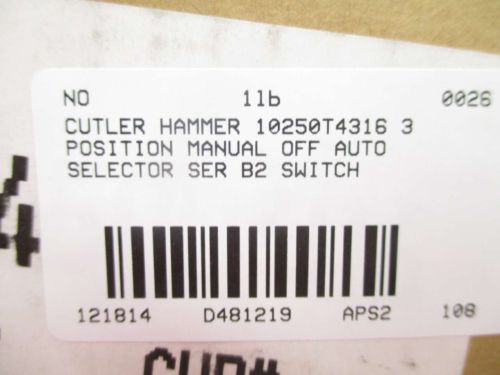 NO 1lb 0026
CUTLER HAMMER 10250T4316 3
POSITION MANUAL OFF AUTO
SELECTOR SER B2 SWITCH
121814 D481219 APS2 108